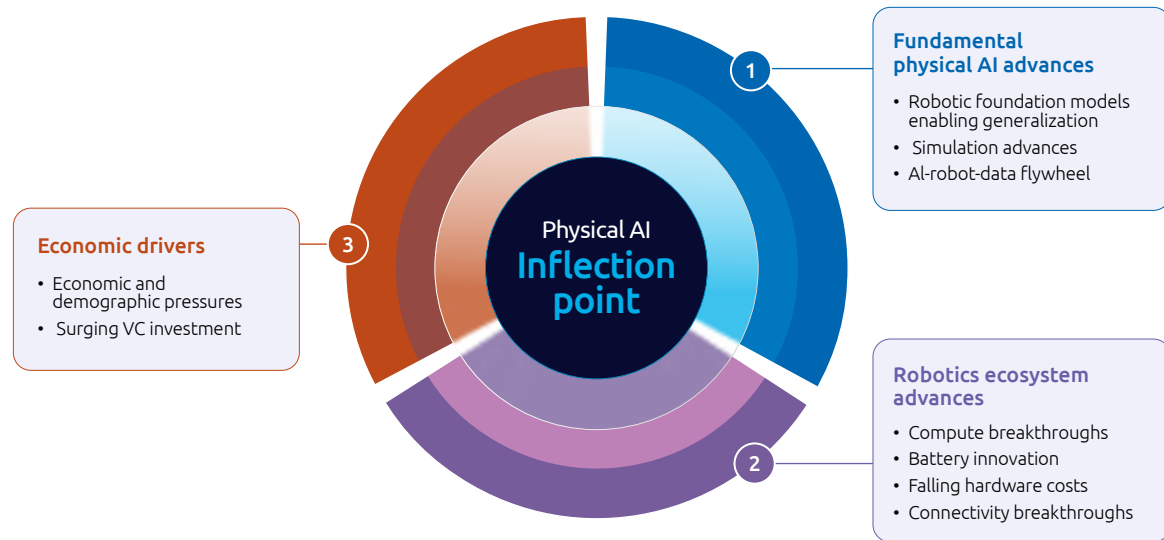 Physical AI
Inflection
point
1
Fundamental
physical AI advances
• Robotic foundation models
enabling generalization
• Simulation advances
• AI-robot-data flywheel
2
Robotics ecosystem
advances
• Compute breakthroughs
• Battery innovation
• Falling hardware costs
• Connectivity breakthroughs
3
Economic drivers
• Economic and
demographic pressures
• Surging VC investment